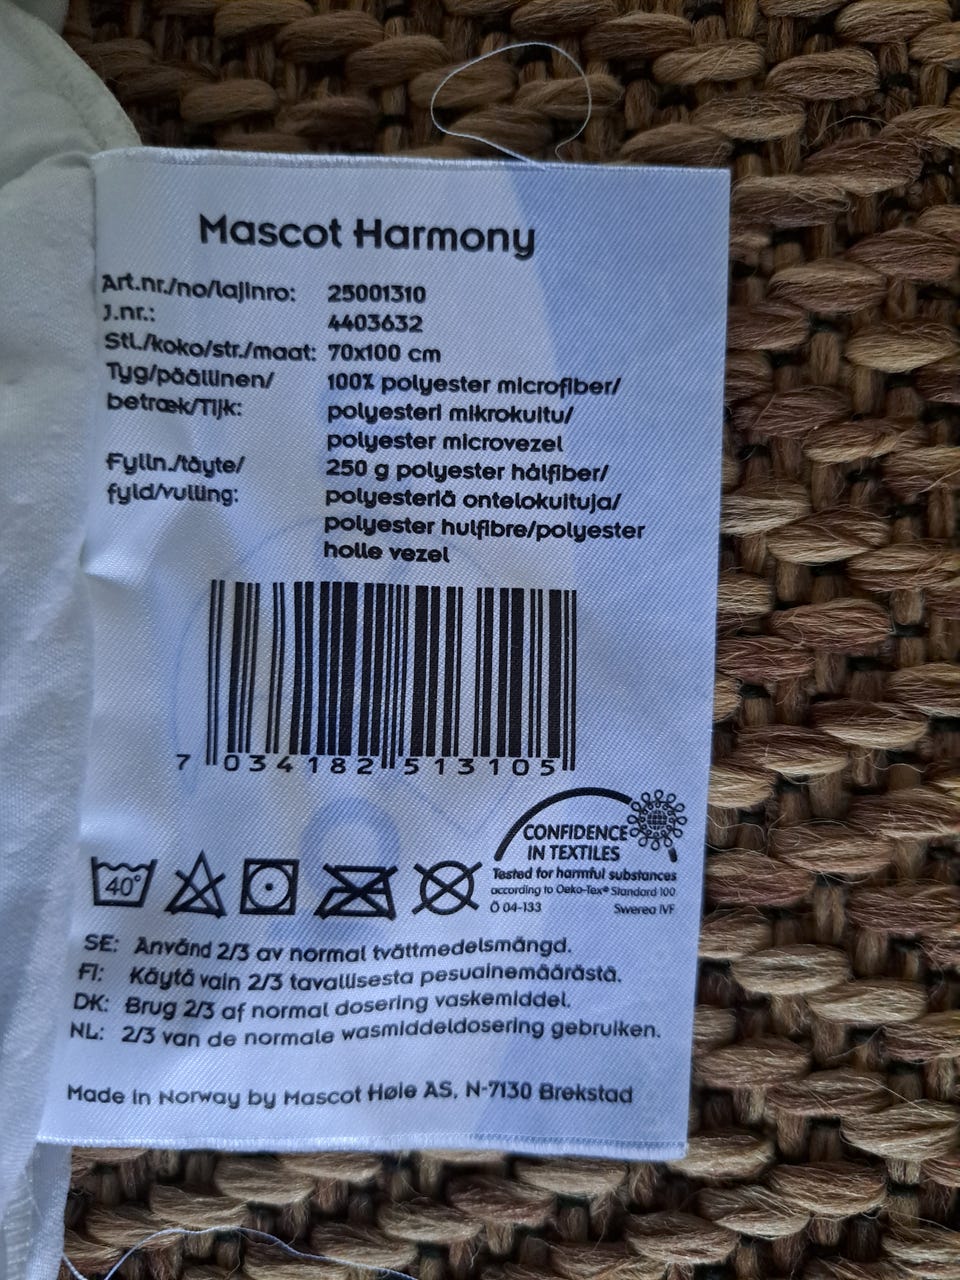 Mascot Harmony
Art.nr./no/lajinro: 25001310
J.nr.: 4403632
Stl./koko/str./maat: 70x100 cm
Tyg/päällinen/ 100% polyester microfiber/
betræk/Tijk: polyesteri mikrokuitu/
polyester microvezel
Fylln./täyte/ 250 g polyester hålfiber/
fyld/vulling: polyesteriä ontelokuituja/
polyester hulfibre/polyester
holle vezel
7 034182 513105
CONFIDENCE
IN TEXTILES
Tested for harmful substances
according to Oeko-Tex® Standard 100
Ö 04-133 Swerea IVF
40°
SE: Använd 2/3 av normal tvättmedelsmängd.
FI: Käytä vain 2/3 tavallisesta pesuainemäärästä.
DK: Brug 2/3 af normal dosering vaskemiddel.
NL: 2/3 van de normale wasmiddeldosering gebruiken.
Made in Norway by Mascot Høie AS, N-7130 Brekstad